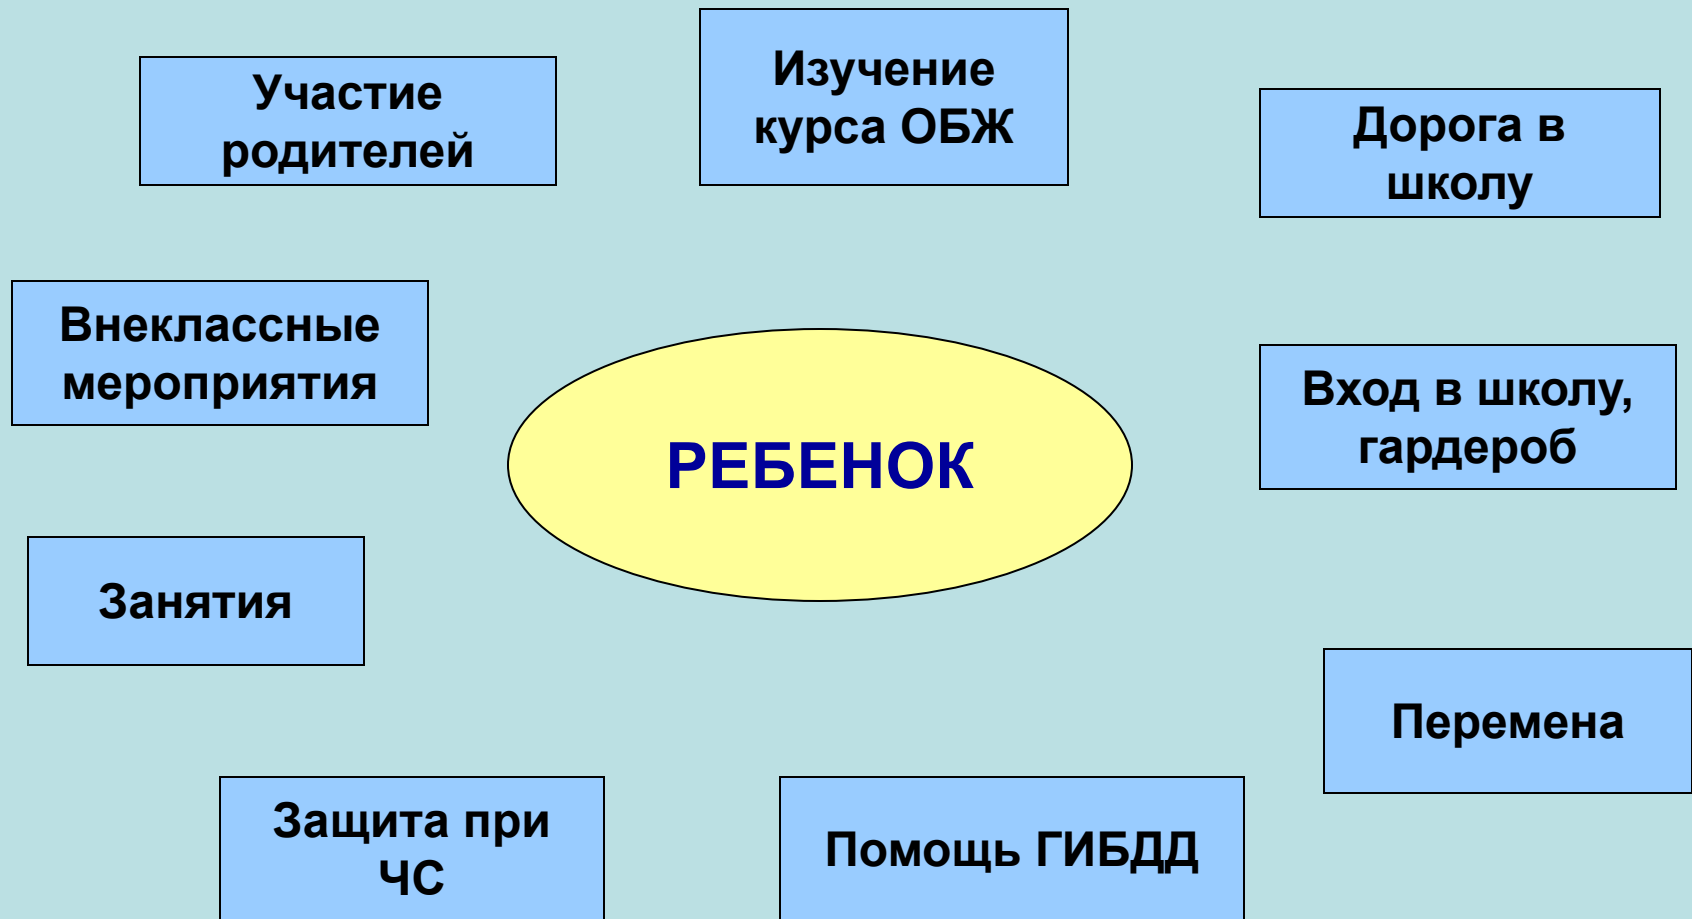 Изучение
курса ОБЖ
Участие
родителей
Дорога в
школу
Внеклассные
мероприятия
РЕБЕНОК
Вход в школу,
гардероб
Занятия
Перемена
Защита при
ЧС
Помощь ГИБДД